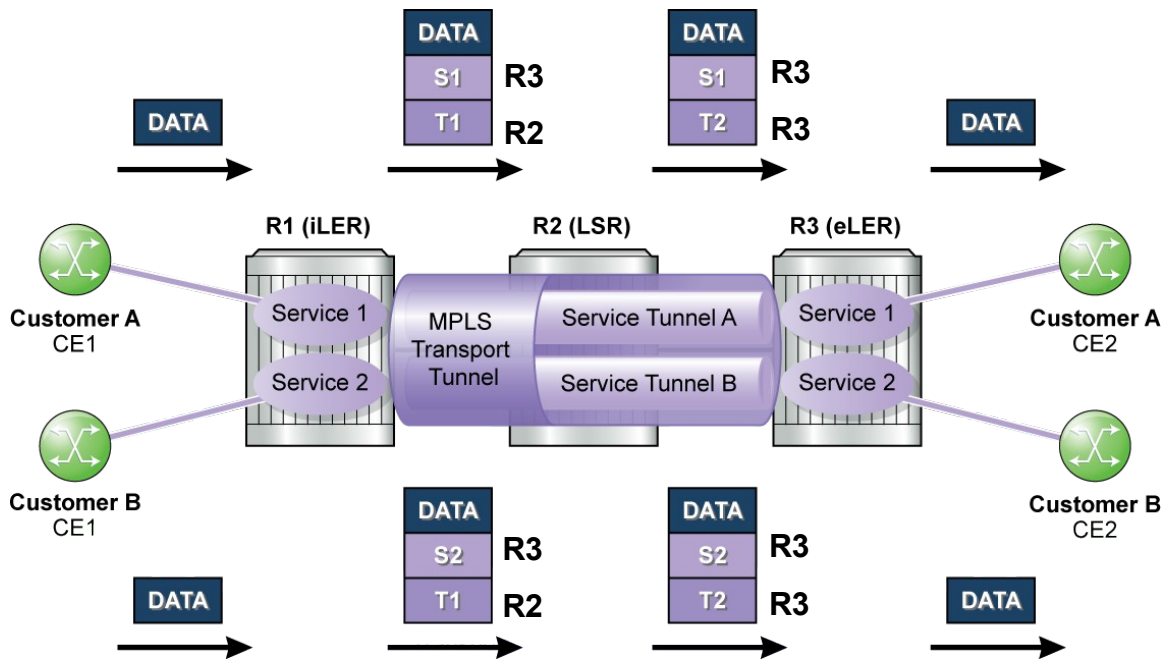 DATA
DATA
S1
R3
T1
R2
DATA
S1
R3
T2
R3
DATA
R1 (iLER)
R2 (LSR)
R3 (eLER)
Customer A
CE1
Service 1
Service 2
MPLS
Transport
Tunnel
Service Tunnel A
Service Tunnel B
Service 1
Service 2
Customer A
CE2
Customer B
CE1
Customer B
CE2
DATA
DATA
S2
R3
T1
R2
DATA
S2
R3
T2
R3
DATA